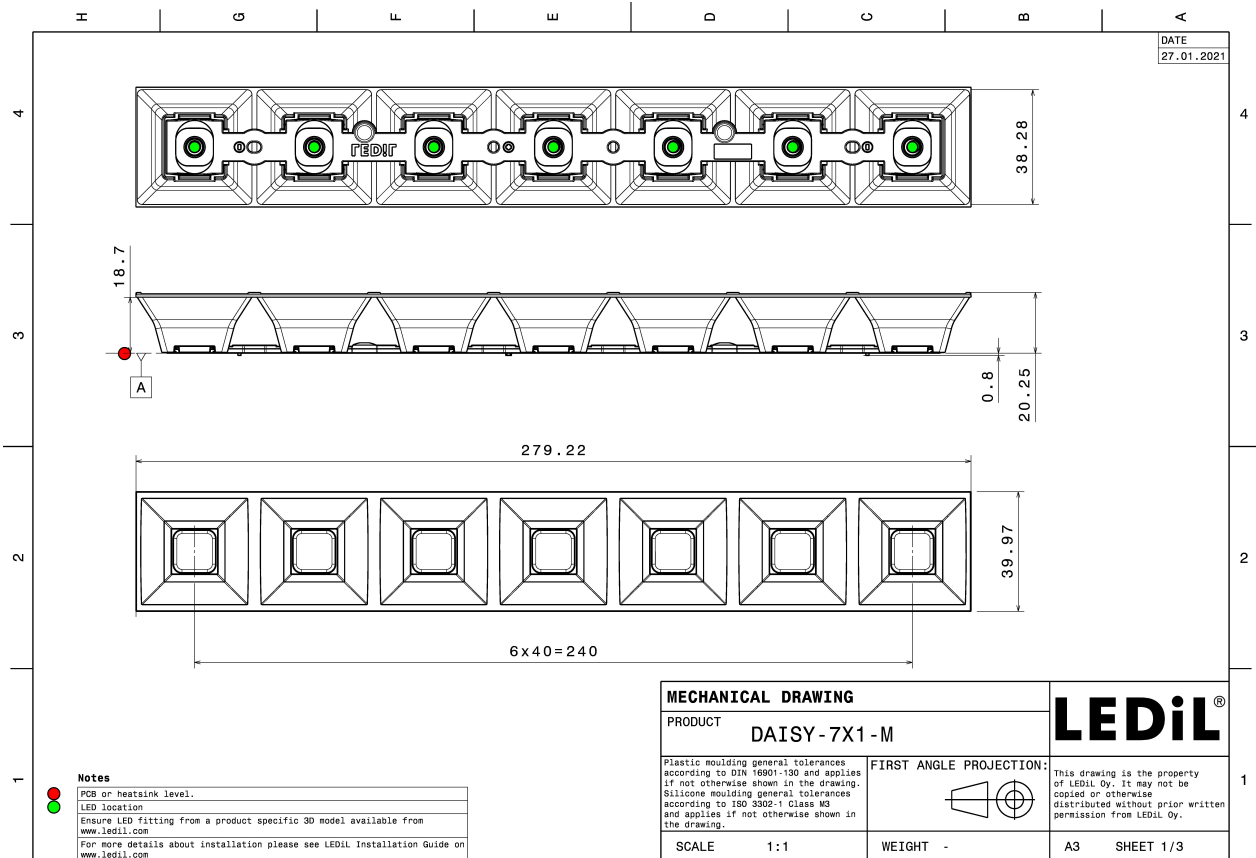 H G F E D C B A
DATE
27.01.2021
4
4
LEDiL
38.28
18.7
3
3
A
0.8
20.25
279.22
2
2
39.97
6x40=240
MECHANICAL DRAWING
PRODUCT
DAISY-7X1-M
LEDiL®
Plastic moulding general tolerances
according to DIN 16901-130 and applies
if not otherwise shown in the drawing.
Silicone moulding general tolerances
according to ISO 3302-1 Class M3
and applies if not otherwise shown in
the drawing.
FIRST ANGLE PROJECTION:
This drawing is the property
of LEDiL Oy. It may not be
copied or otherwise
distributed without prior written
permission from LEDiL Oy.
1
1
Notes
PCB or heatsink level.
LED location
Ensure LED fitting from a product specific 3D model available from
www.ledil.com
For more details about installation please see LEDiL Installation Guide on
www.ledil.com
SCALE 1:1
WEIGHT -
A3 SHEET 1/3